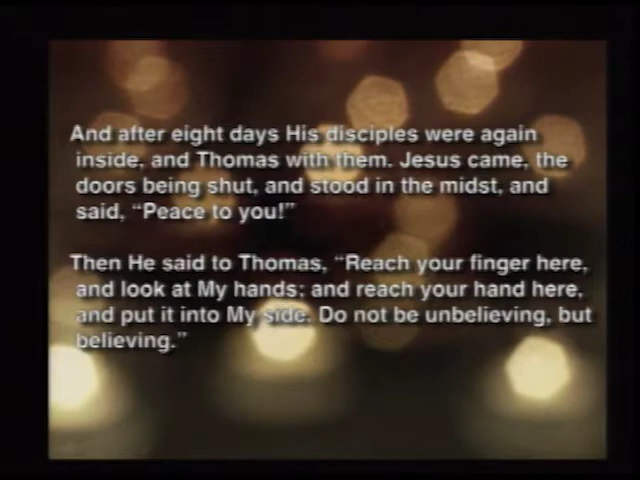 And after eight days His disciples were again
inside, and Thomas with them. Jesus came, the
doors being shut, and stood in the midst, and
said, “Peace to you!”
Then He said to Thomas, “Reach your finger here,
and look at My hands; and reach your hand here,
and put it into My side. Do not be unbelieving, but
believing.”